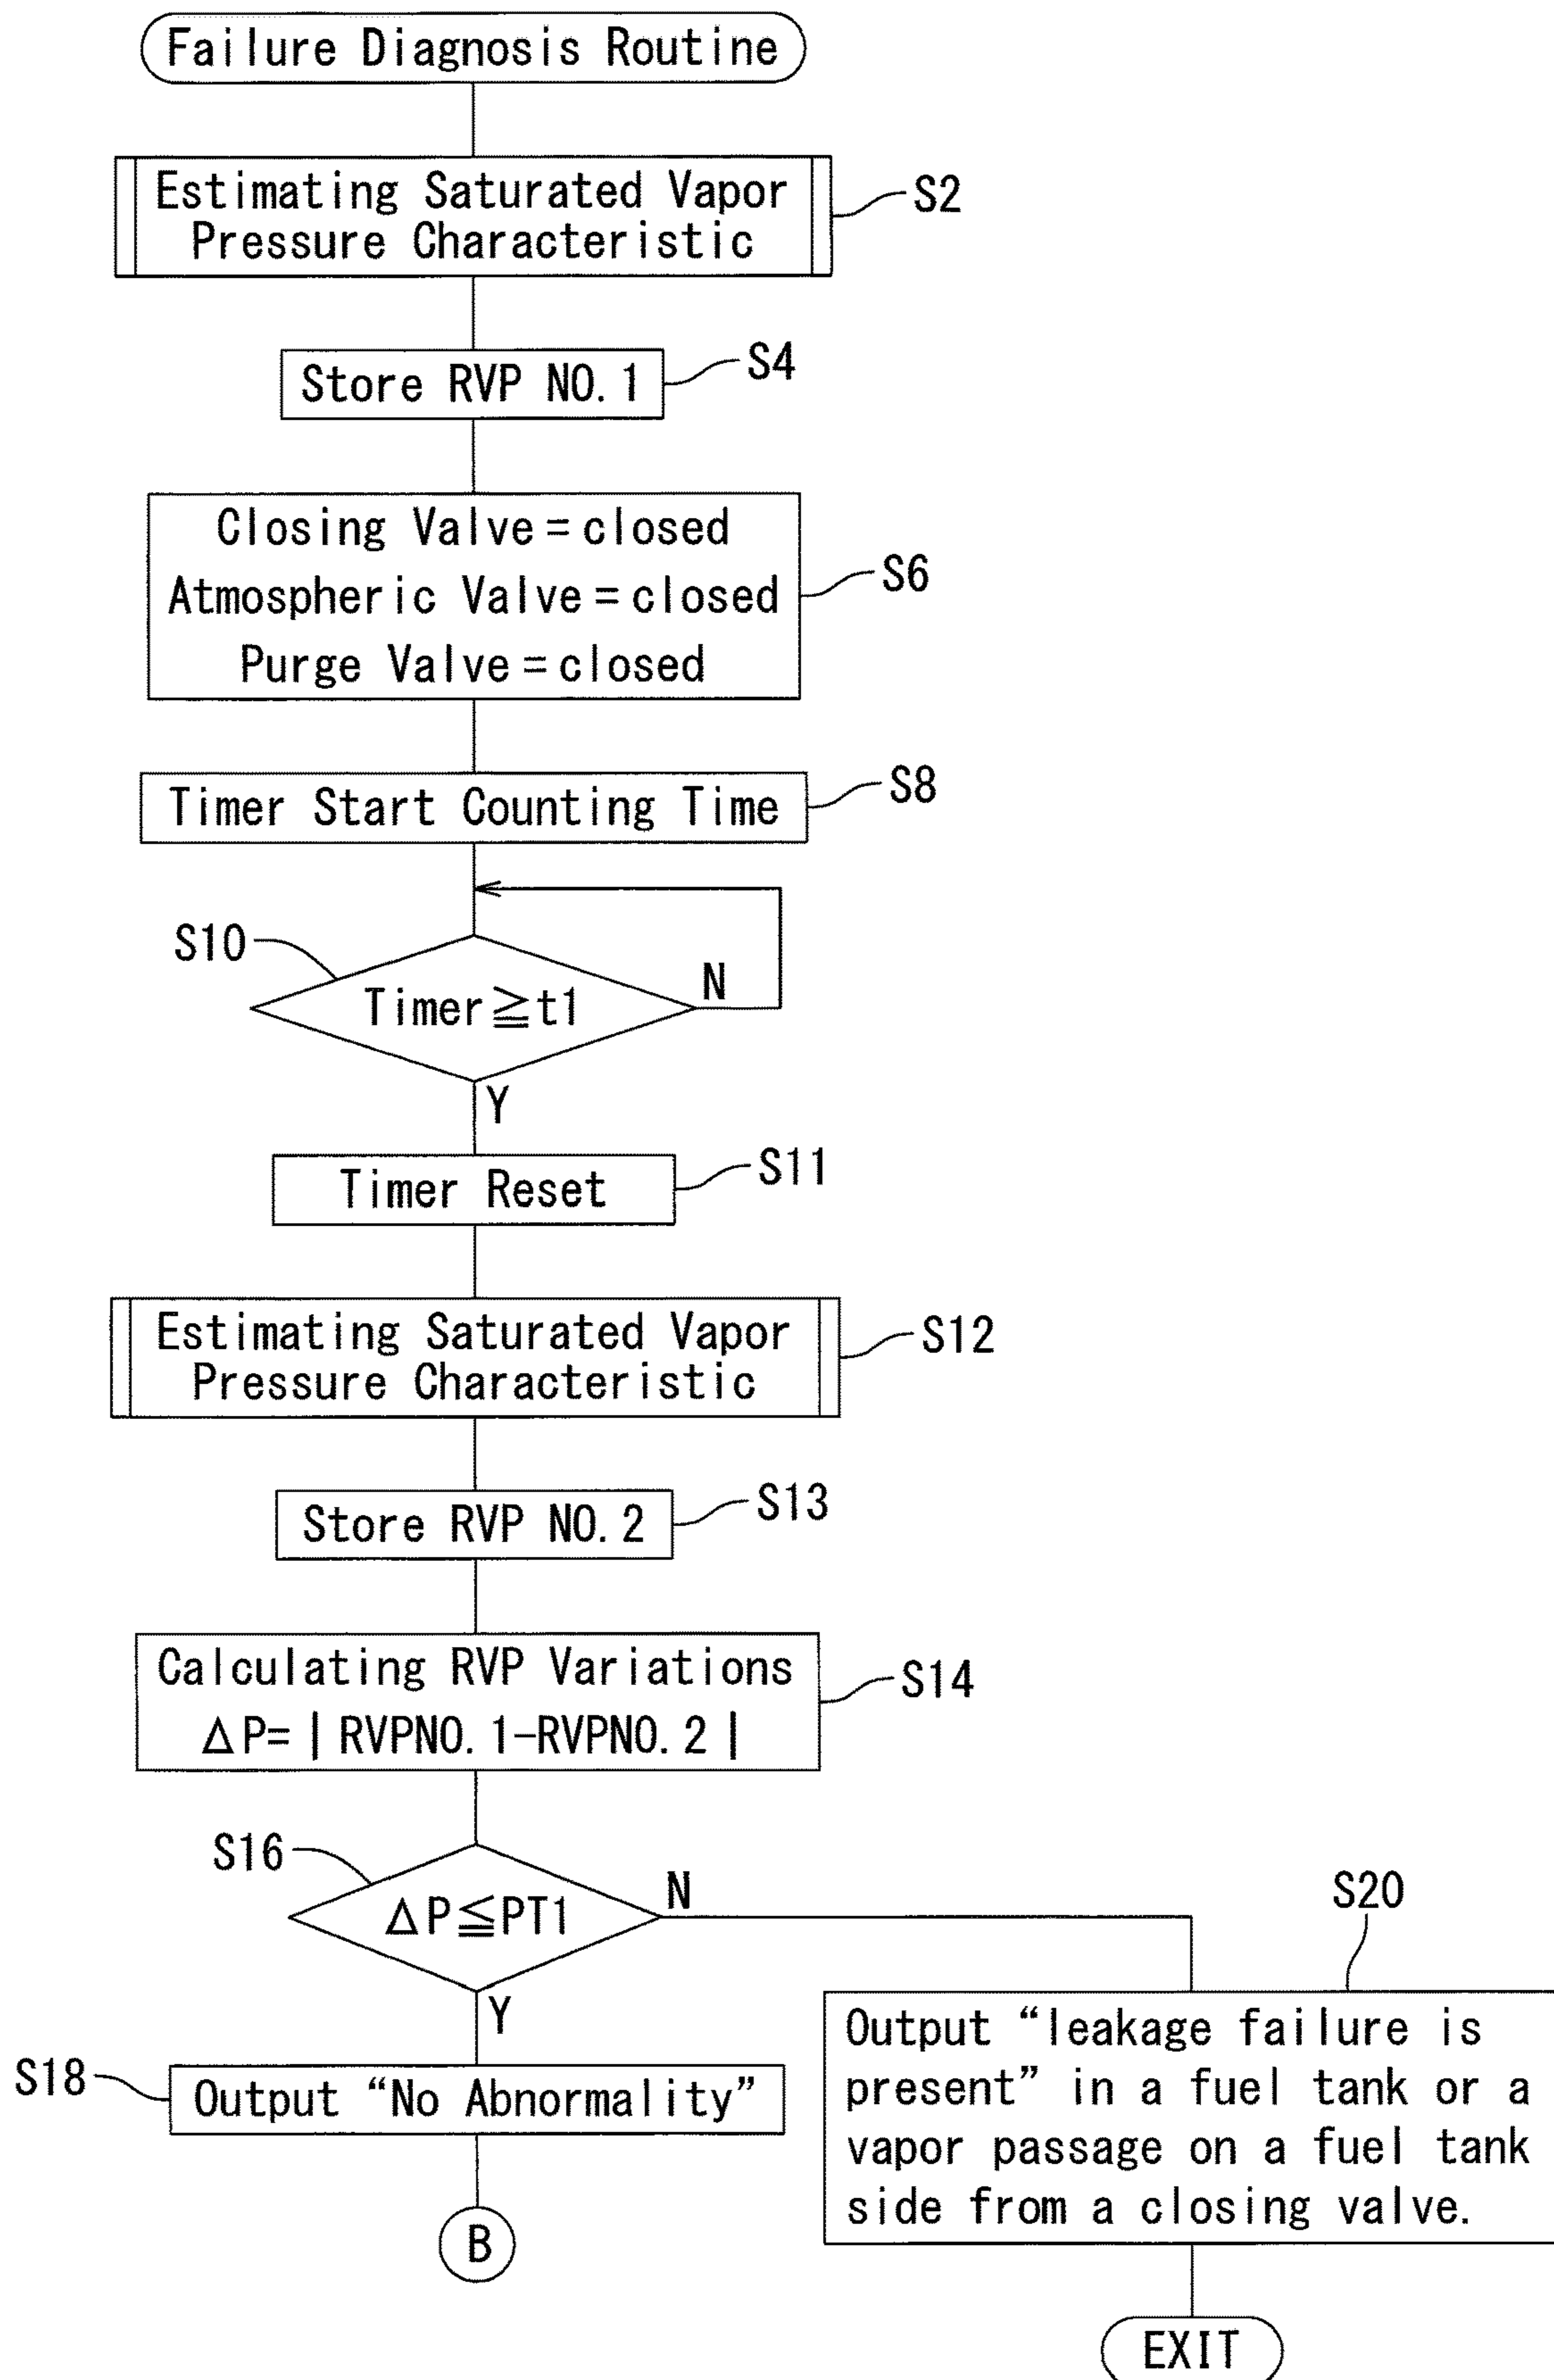 Failure Diagnosis Routine
Estimating Saturated Vapor
Pressure Characteristic
S2
Store RVP NO. 1
S4
Closing Valve = closed
Atmospheric Valve = closed
Purge Valve = closed
S6
Timer Start Counting Time
S8
S10
Timer ≧ t1
N
Y
Timer Reset
S11
Estimating Saturated Vapor
Pressure Characteristic
S12
Store RVP NO. 2
S13
Calculating RVP Variations
ΔP= | RVPNO. 1-RVPNO. 2 |
S14
S16
ΔP ≦ PT1
N
Y
S18
Output “No Abnormality”
B
S20
Output “leakage failure is
present” in a fuel tank or a
vapor passage on a fuel tank
side from a closing valve.
EXIT